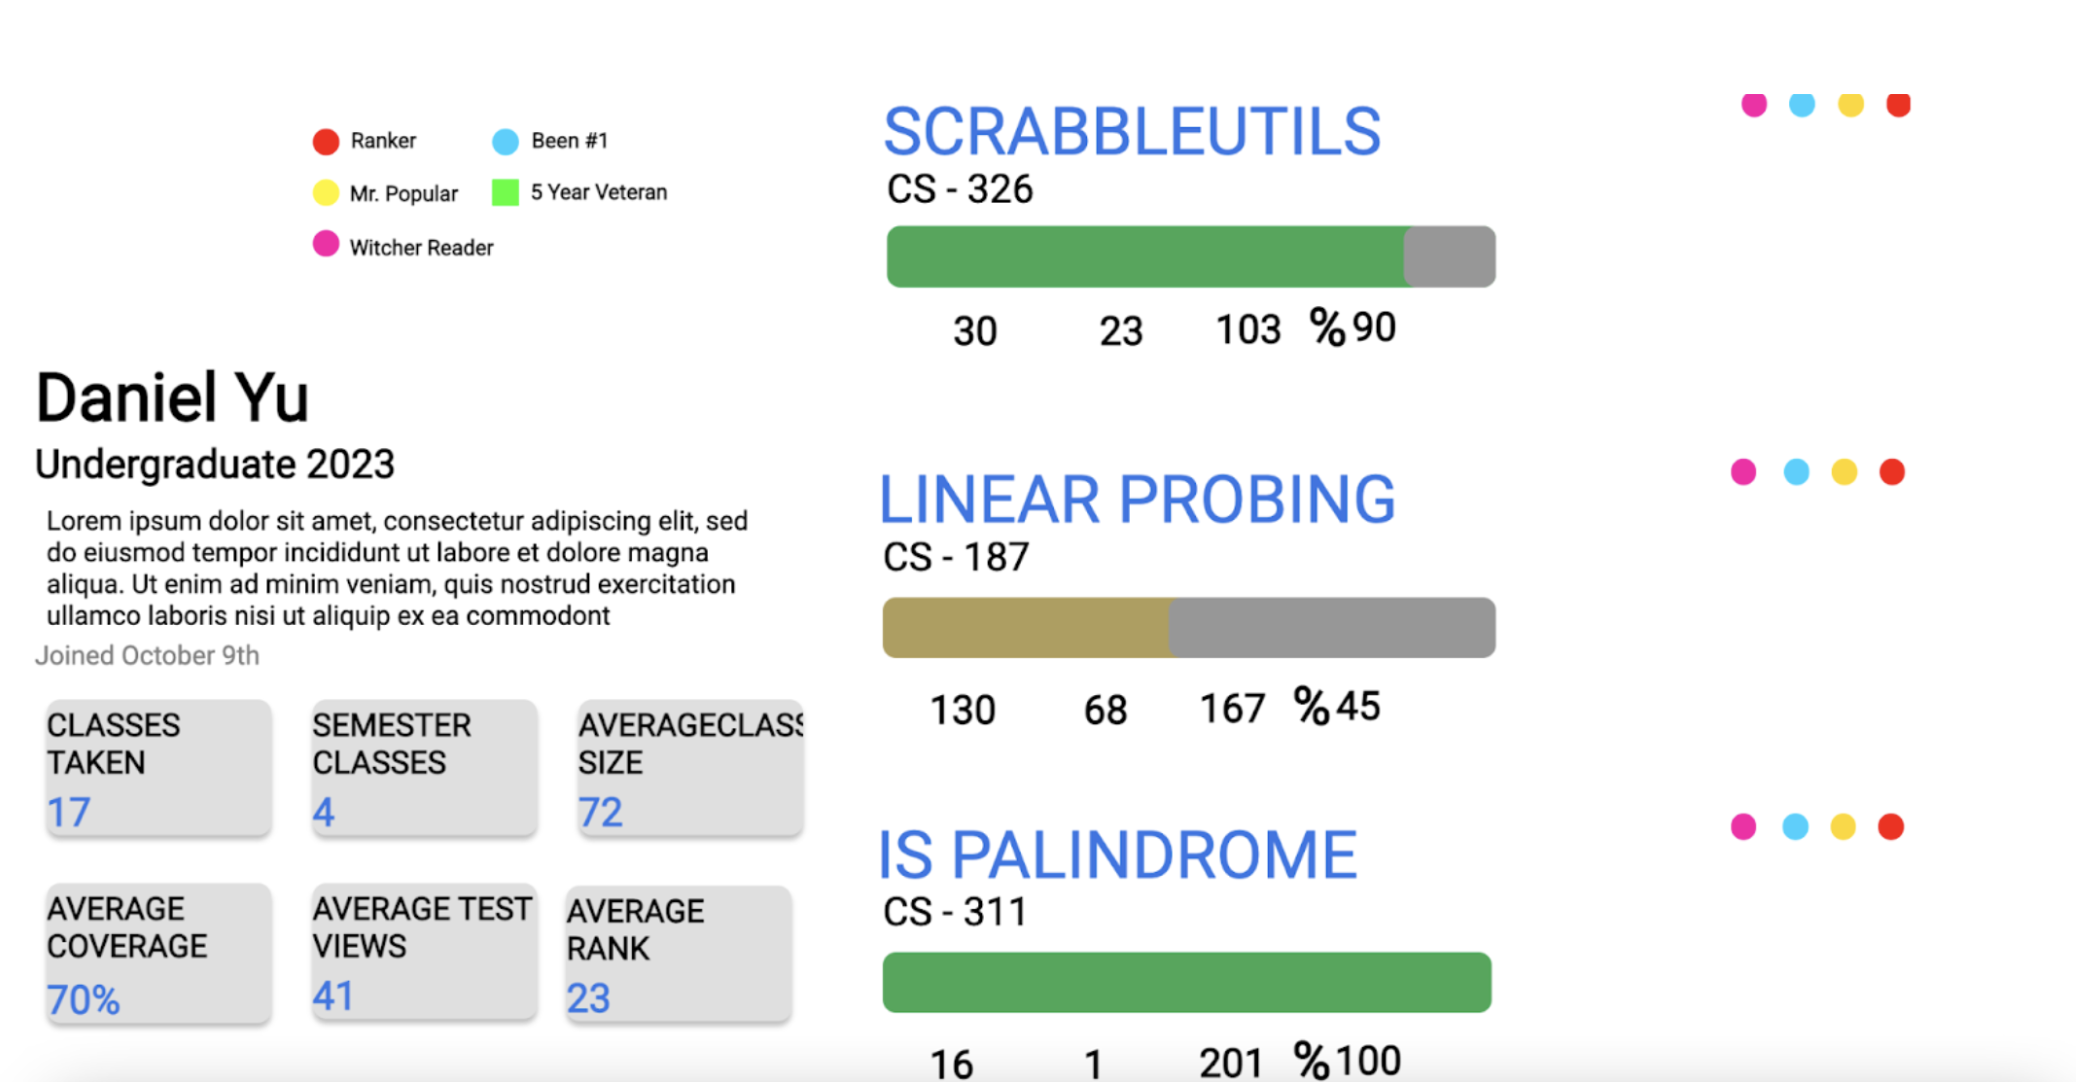 Ranker
Been #1
Mr. Popular
5 Year Veteran
Witcher Reader
Daniel Yu
Undergraduate 2023
Lorem ipsum dolor sit amet, consectetur adipiscing elit, sed
do eiusmod tempor incididunt ut labore et dolore magna
aliqua. Ut enim ad minim veniam, quis nostrud exercitation
ullamco laboris nisi ut aliquip ex ea commodont
Joined October 9th
CLASSES
TAKEN
17
SEMESTER
CLASSES
4
AVERAGECLASS
SIZE
72
AVERAGE
COVERAGE
70%
AVERAGE TEST
VIEWS
41
AVERAGE
RANK
23
SCRABBLEUTILS
CS - 326
30 23 103 %90
LINEAR PROBING
CS - 187
130 68 167 %45
IS PALINDROME
CS - 311
16 1 201 %100